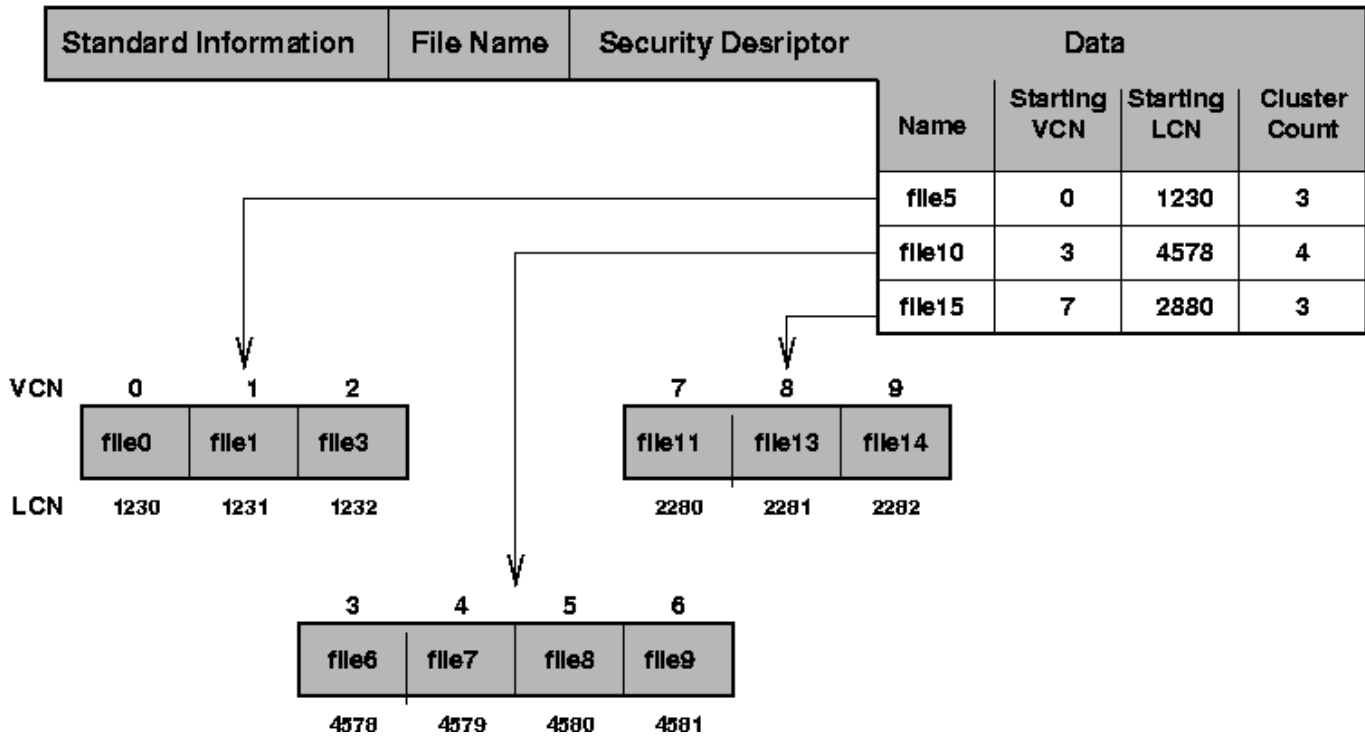 Standard Information File Name Security Desriptor Data
Name Starting VCN Starting LCN Cluster Count
file5 0 1230 3
file10 3 4578 4
file15 7 2880 3
VCN 0 1 2
file0 file1 file3
LCN 1230 1231 1232
7 8 9
file11 file13 file14
2280 2281 2282
3 4 5 6
file6 file7 file8 file9
4578 4579 4580 4581